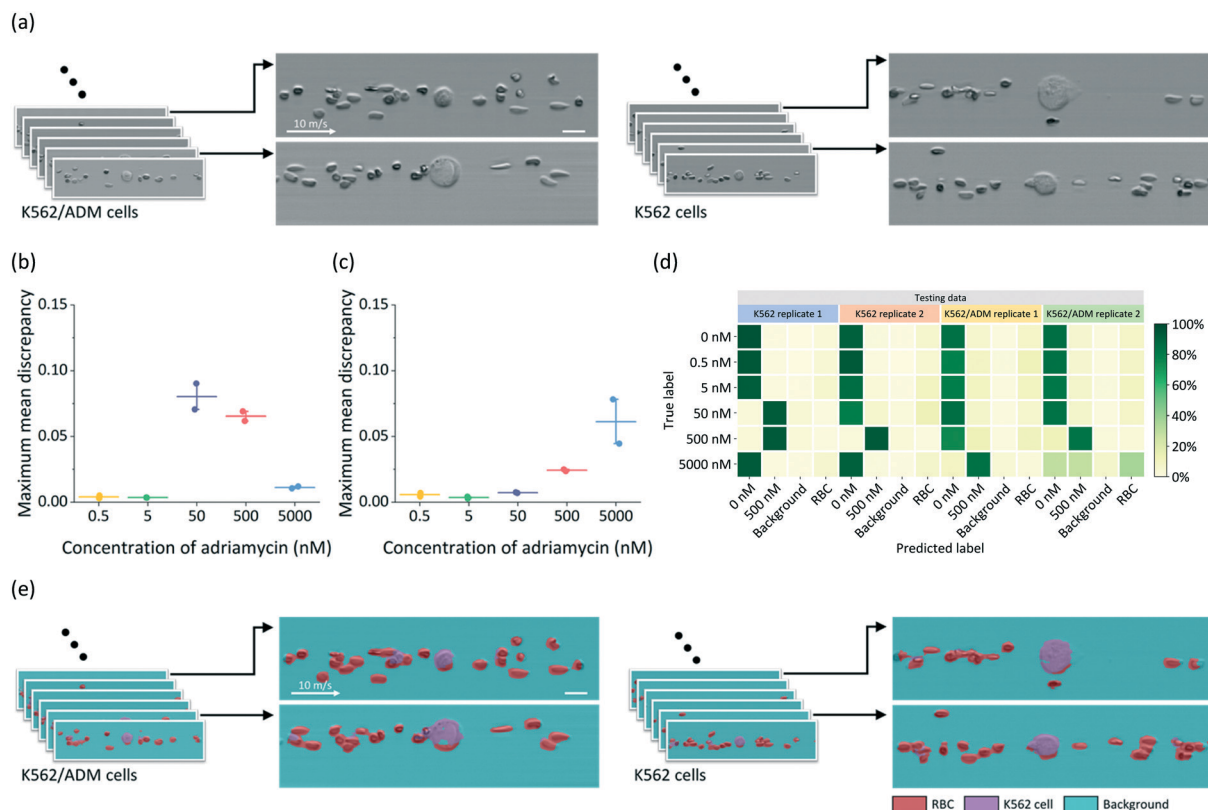 (a)
10 m/s
K562/ADM cells
K562 cells
(b)
0.15
0.10
0.05
0.00
Maximum mean discrepancy
0.5
5
50
500
5000
Concentration of adriamycin (nM)
(c)
0.15
0.10
0.05
0.00
Maximum mean discrepancy
0.5
5
50
500
5000
Concentration of adriamycin (nM)
(d)
Testing data
K562 replicate 1
K562 replicate 2
K562/ADM replicate 1
K562/ADM replicate 2
True label
0 nM
0.5 nM
5 nM
50 nM
500 nM
5000 nM
0 nM
500 nM
Background
RBC
0 nM
500 nM
Background
RBC
0 nM
500 nM
Background
RBC
0 nM
500 nM
Background
RBC
Predicted label
100%
80%
60%
40%
20%
0%
(e)
10 m/s
K562/ADM cells
K562 cells
RBC
K562 cell
Background